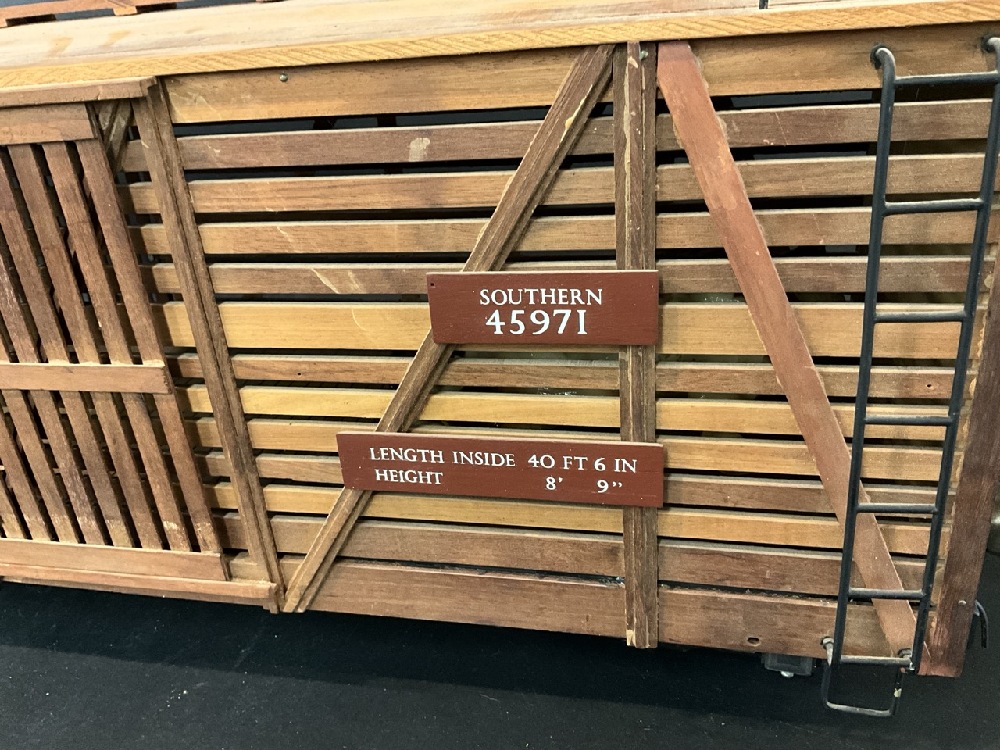 SOUTHERN
45971
LENGTH INSIDE 40 FT 6 IN
HEIGHT 8' 9"